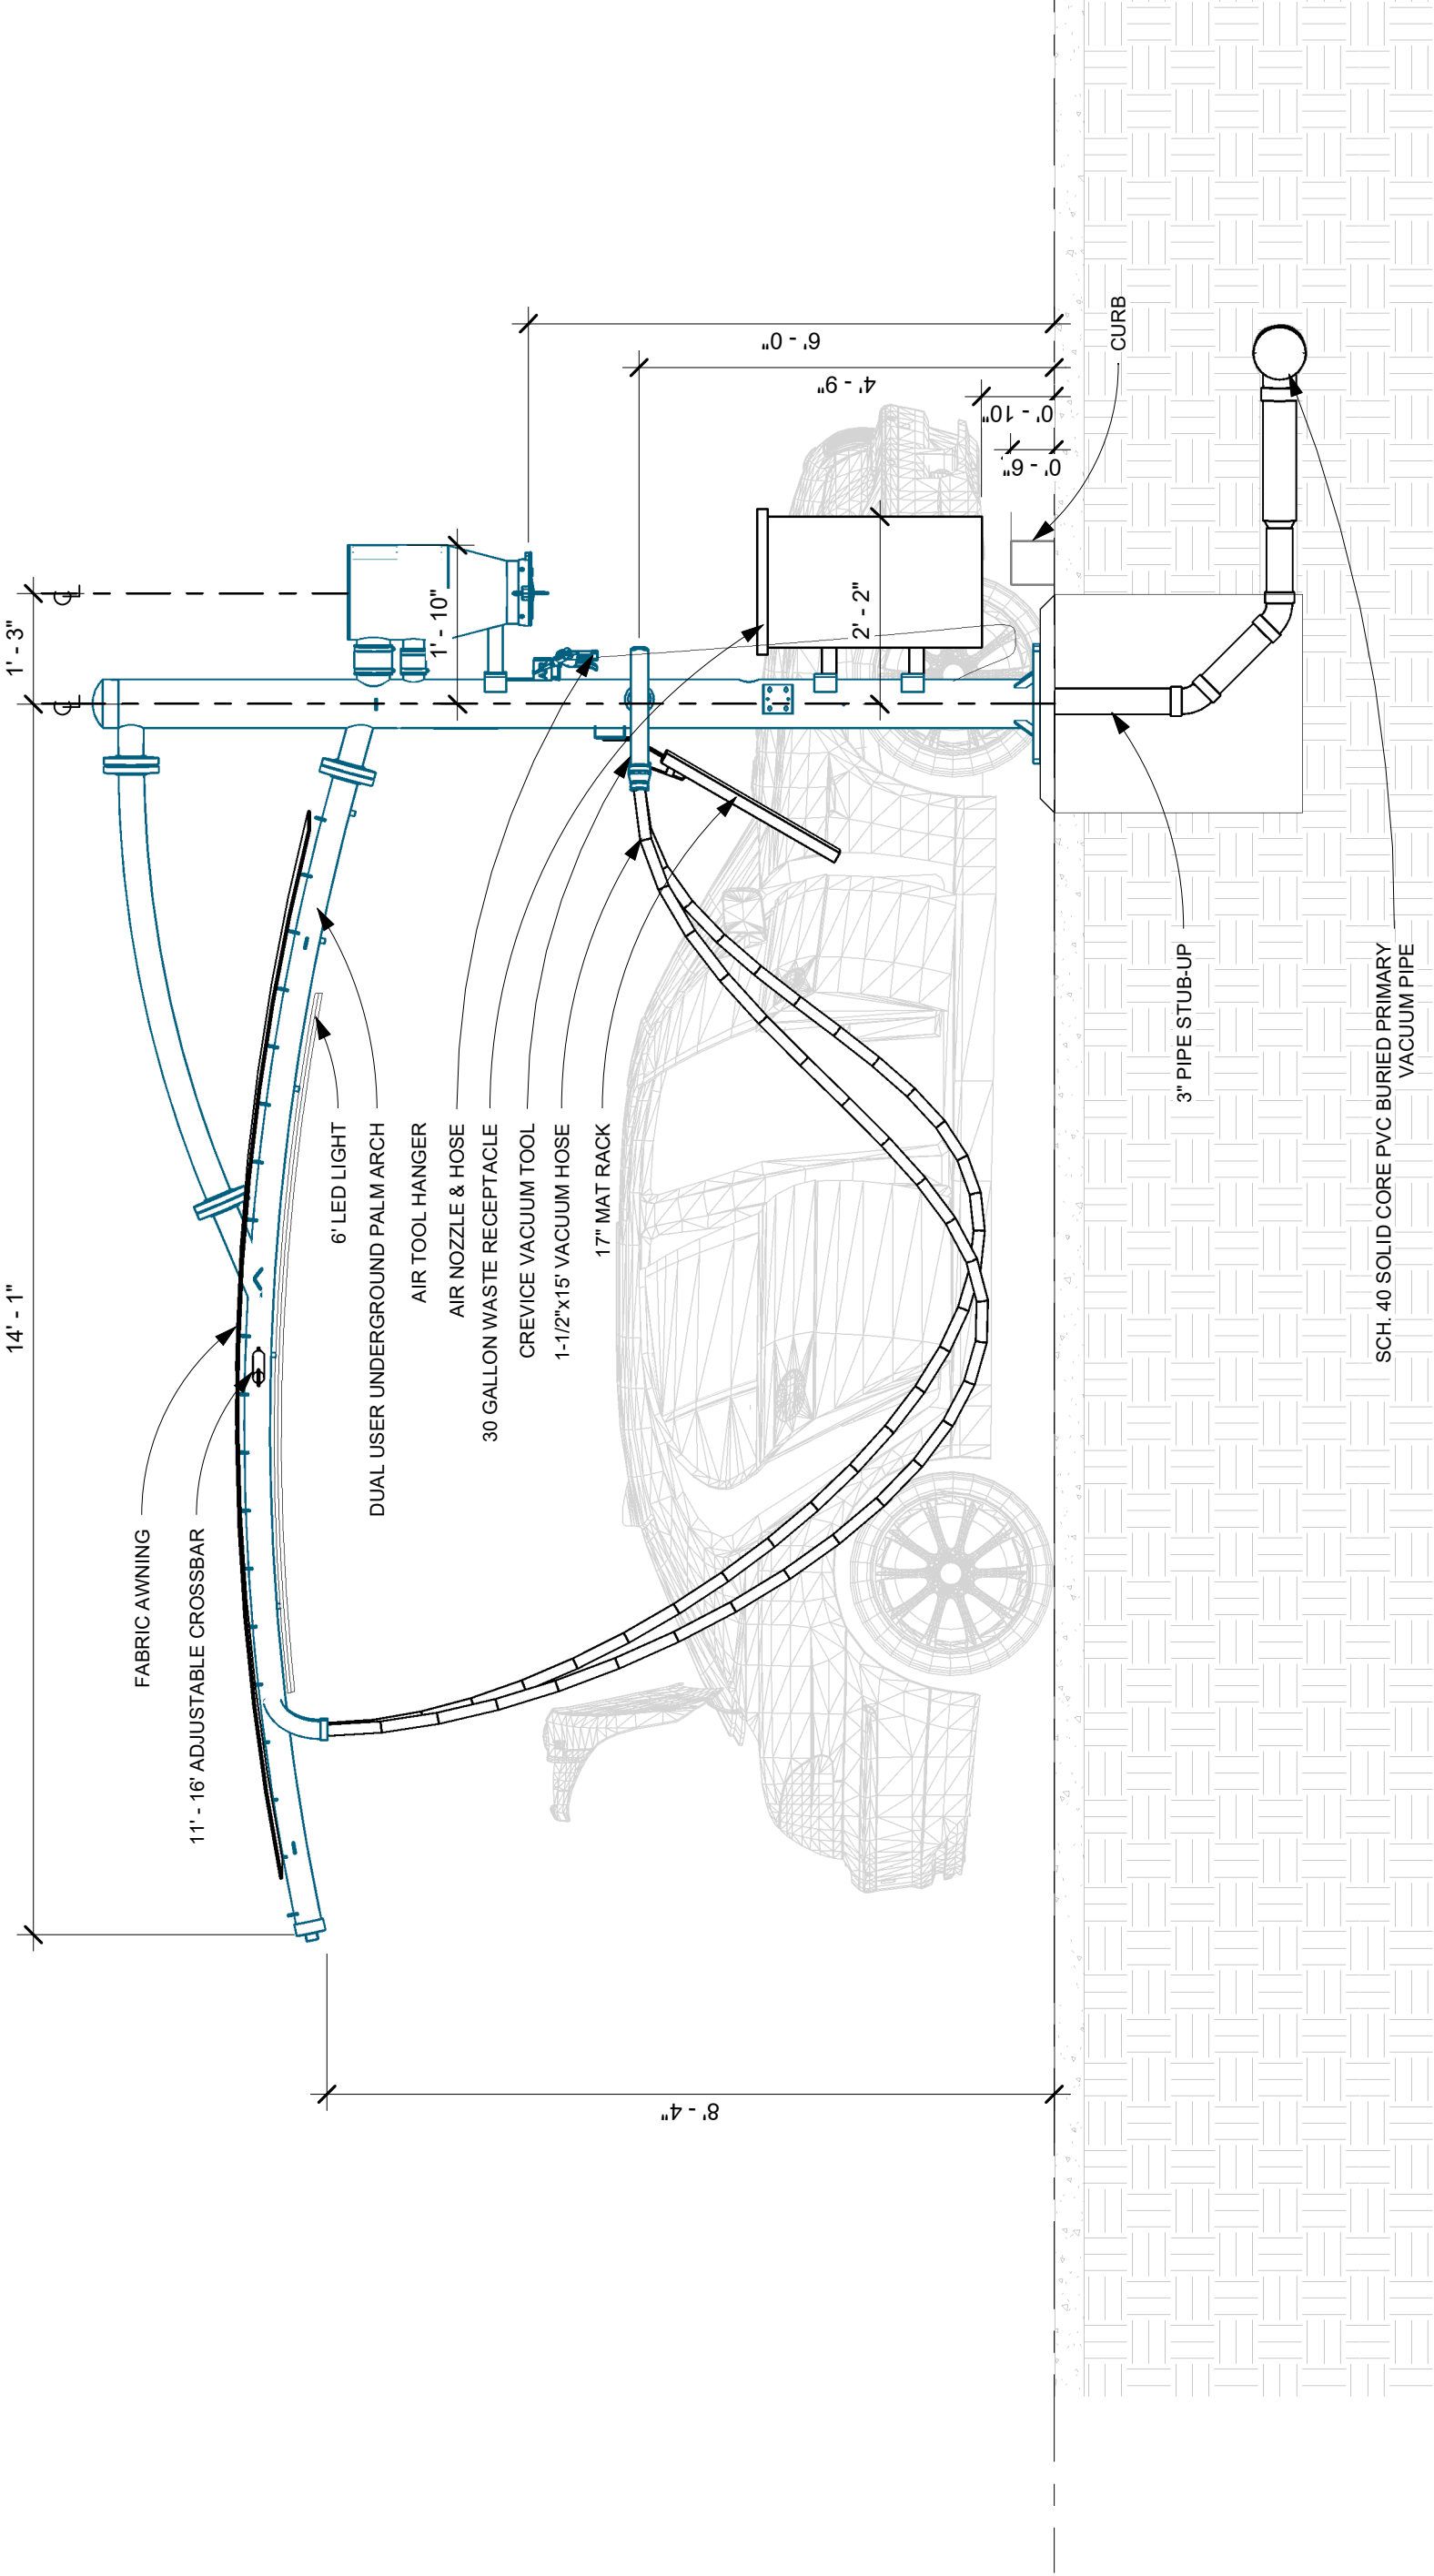 14' - 1"
1' - 3"
CL
CL
FABRIC AWNING
11' - 16' ADJUSTABLE CROSSBAR
6' LED LIGHT
DUAL USER UNDERGROUND PALM ARCH
AIR TOOL HANGER
AIR NOZZLE & HOSE
30 GALLON WASTE RECEPTACLE
CREVICE VACUUM TOOL
1-1/2"x15' VACUUM HOSE
17" MAT RACK
1' - 10"
2' - 2"
8' - 4"
6' - 0"
4' - 9"
0' - 10"
0' - 6"
CURB
3" PIPE STUB-UP
SCH. 40 SOLID CORE PVC BURIED PRIMARY
VACUUM PIPE